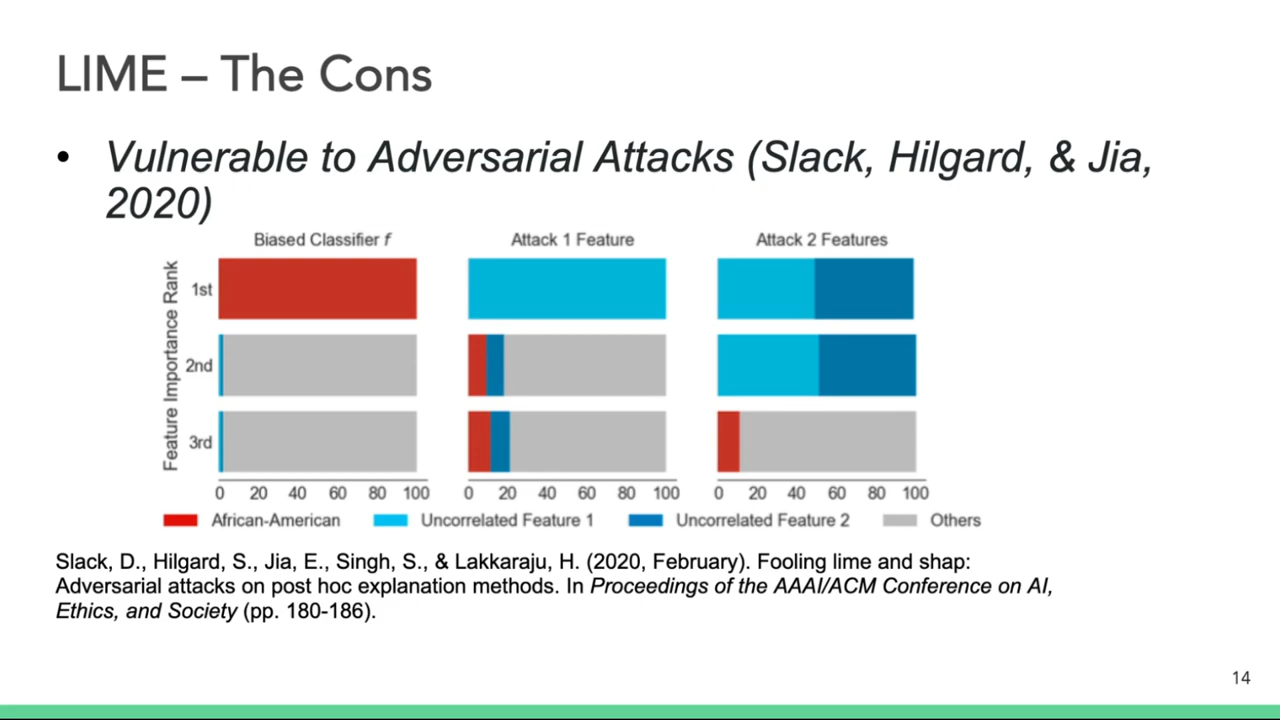 LIME – The Cons
• Vulnerable to Adversarial Attacks (Slack, Hilgard, & Jia,
2020)
Biased Classifier f
Attack 1 Feature
Attack 2 Features
Feature Importance Rank
1st
2nd
3rd
0 20 40 60 80 100
0 20 40 60 80 100
0 20 40 60 80 100
African-American
Uncorrelated Feature 1
Uncorrelated Feature 2
Others
Slack, D., Hilgard, S., Jia, E., Singh, S., & Lakkaraju, H. (2020, February). Fooling lime and shap:
Adversarial attacks on post hoc explanation methods. In Proceedings of the AAAI/ACM Conference on AI,
Ethics, and Society (pp. 180-186).
14